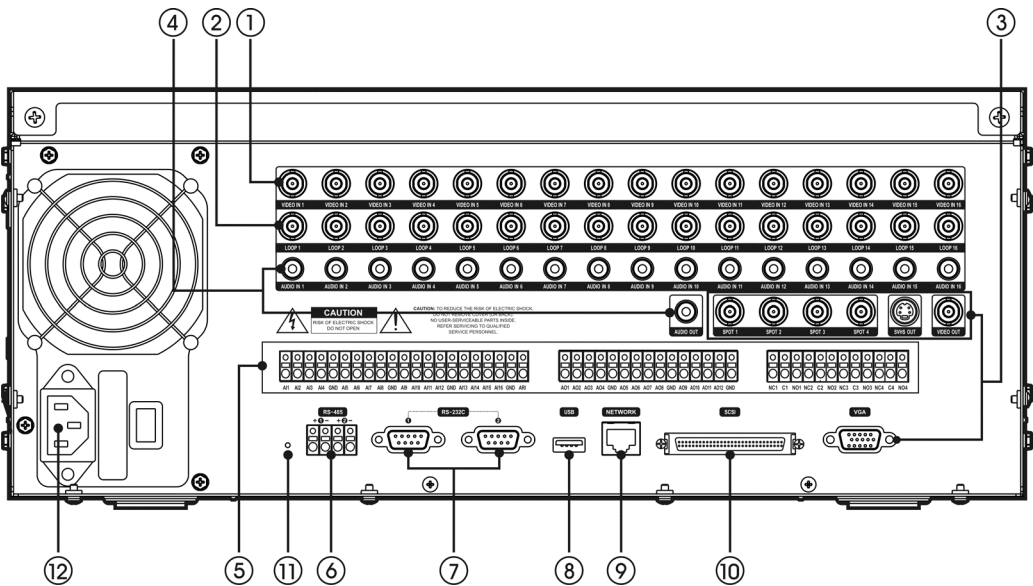 ④ ② ① ③
VIDEO IN 1 VIDEO IN 2 VIDEO IN 3 VIDEO IN 4 VIDEO IN 5 VIDEO IN 6 VIDEO IN 7 VIDEO IN 8 VIDEO IN 9 VIDEO IN 10 VIDEO IN 11 VIDEO IN 12 VIDEO IN 13 VIDEO IN 14 VIDEO IN 15 VIDEO IN 16
LOOP 1 LOOP 2 LOOP 3 LOOP 4 LOOP 5 LOOP 6 LOOP 7 LOOP 8 LOOP 9 LOOP 10 LOOP 11 LOOP 12 LOOP 13 LOOP 14 LOOP 15 LOOP 16
AUDIO IN 1 AUDIO IN 2 AUDIO IN 3 AUDIO IN 4 AUDIO IN 5 AUDIO IN 6 AUDIO IN 7 AUDIO IN 8 AUDIO IN 9 AUDIO IN 10 AUDIO IN 11 AUDIO IN 12 AUDIO IN 13 AUDIO IN 14 AUDIO IN 15 AUDIO IN 16
CAUTION
RISK OF ELECTRIC SHOCK
DO NOT OPEN
CAUTION: TO REDUCE THE RISK OF ELECTRIC SHOCK,
DO NOT REMOVE COVER (OR BACK).
NO USER-SERVICEABLE PARTS INSIDE.
REFER SERVICING TO QUALIFIED
SERVICE PERSONNEL.
AUDIO OUT SPOT 1 SPOT 2 SPOT 3 SPOT 4 SVHS OUT VIDEO OUT
AI1 AI2 AI3 AI4 GND AI5 AI6 AI7 AI8 GND AI9 AI10 AI11 AI12 GND AI13 AI14 AI15 AI16 GND ARI
AO1 AO2 AO3 AO4 GND AO5 AO6 AO7 AO8 GND AO9 AO10 AO11 AO12 GND
NC1 C1 NO1 NC2 C2 NO2 NC3 C3 NO3 NC4 C4 NO4
RS-485 RS-232C USB NETWORK SCSI VGA
+ ① - + ② -
① ②
⑫ ⑤ ⑪ ⑥ ⑦ ⑧ ⑨ ⑩